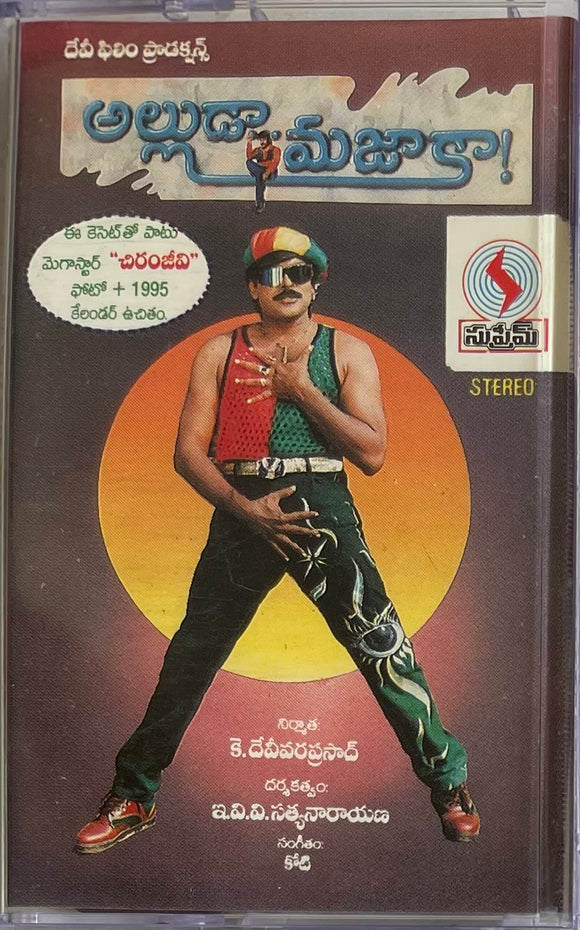 దేవీ ఫిలిం ప్రొడక్షన్స్
అల్లుడా మజాకా!
ఈ కెసెట్‌తో పాటు
మెగాస్టార్ "చిరంజీవి"
ఫోటో + 1995
కేలండర్ ఉచితం.
సుప్రీమ్
STEREO
నిర్మాత:
కె.దేవీవరప్రసాద్
దర్శకత్వం:
ఇ.వి.వి.సత్యనారాయణ
సంగీతం:
కోటి